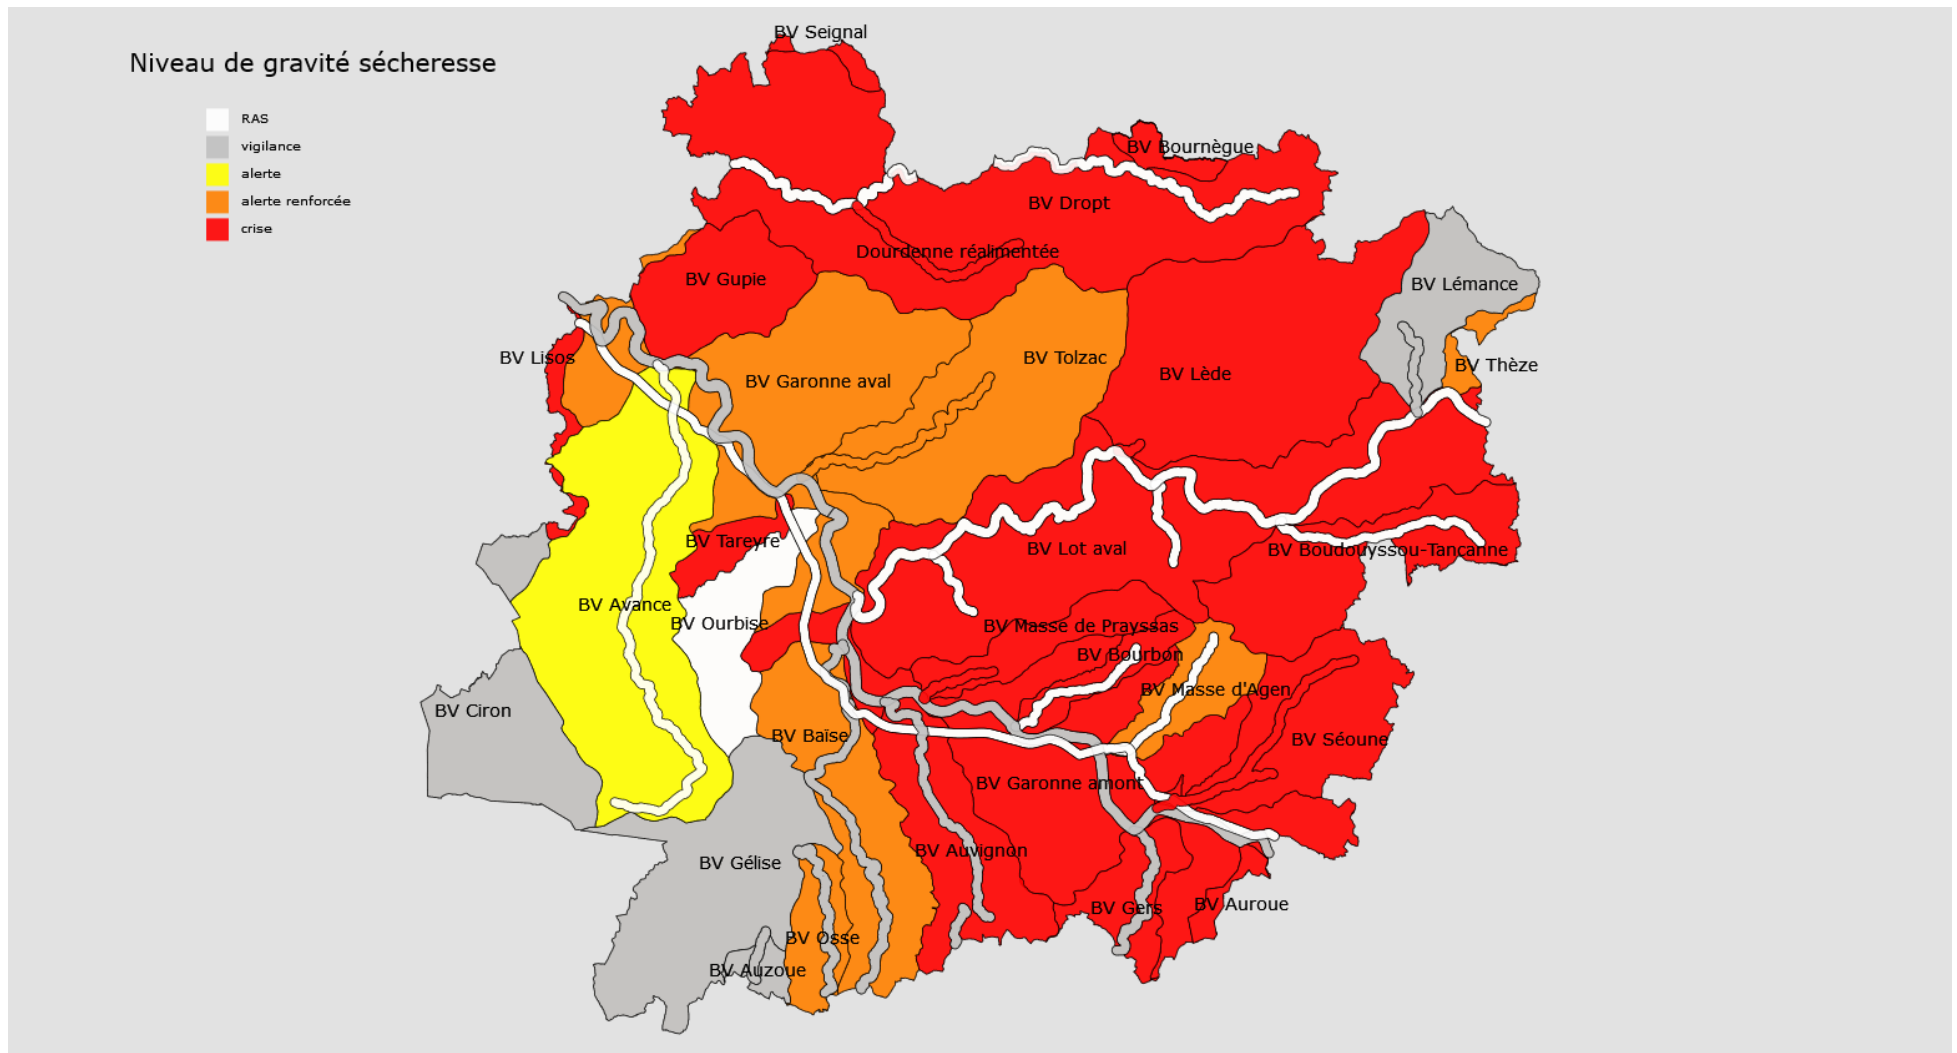 BV Seignal
Niveau de gravité sécheresse
RAS
vigilance
alerte
alerte renforcée
crise
BV Bournègue
BV Dropt
Dourdenne réalimentée
BV Gupie
BV Lémance
BV Lisos
BV Tolzac
BV Thèze
BV Lède
BV Garonne aval
BV Tareyre
BV Lot aval
BV Boudouyssou-Tancanne
BV Avance
BV Ourbise
BV Masse de Prayssas
BV Bourbon
BV Masse d'Agen
BV Ciron
BV Baïse
BV Séoune
BV Garonne amont
BV Auvignon
BV Gélise
BV Gers
BV Auroue
BV Osse
BV Auzoue